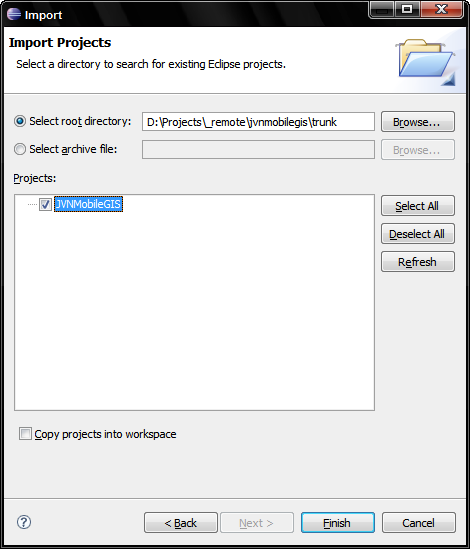 Import
Import Projects
Select a directory to search for existing Eclipse projects.
Select root directory: D:\Projects\_remote\jvnmobilegis\trunk Browse...
Select archive file: Browse...
Projects:
JVNMobileGIS
Select All
Deselect All
Refresh
Copy projects into workspace
? < Back Next > Finish Cancel